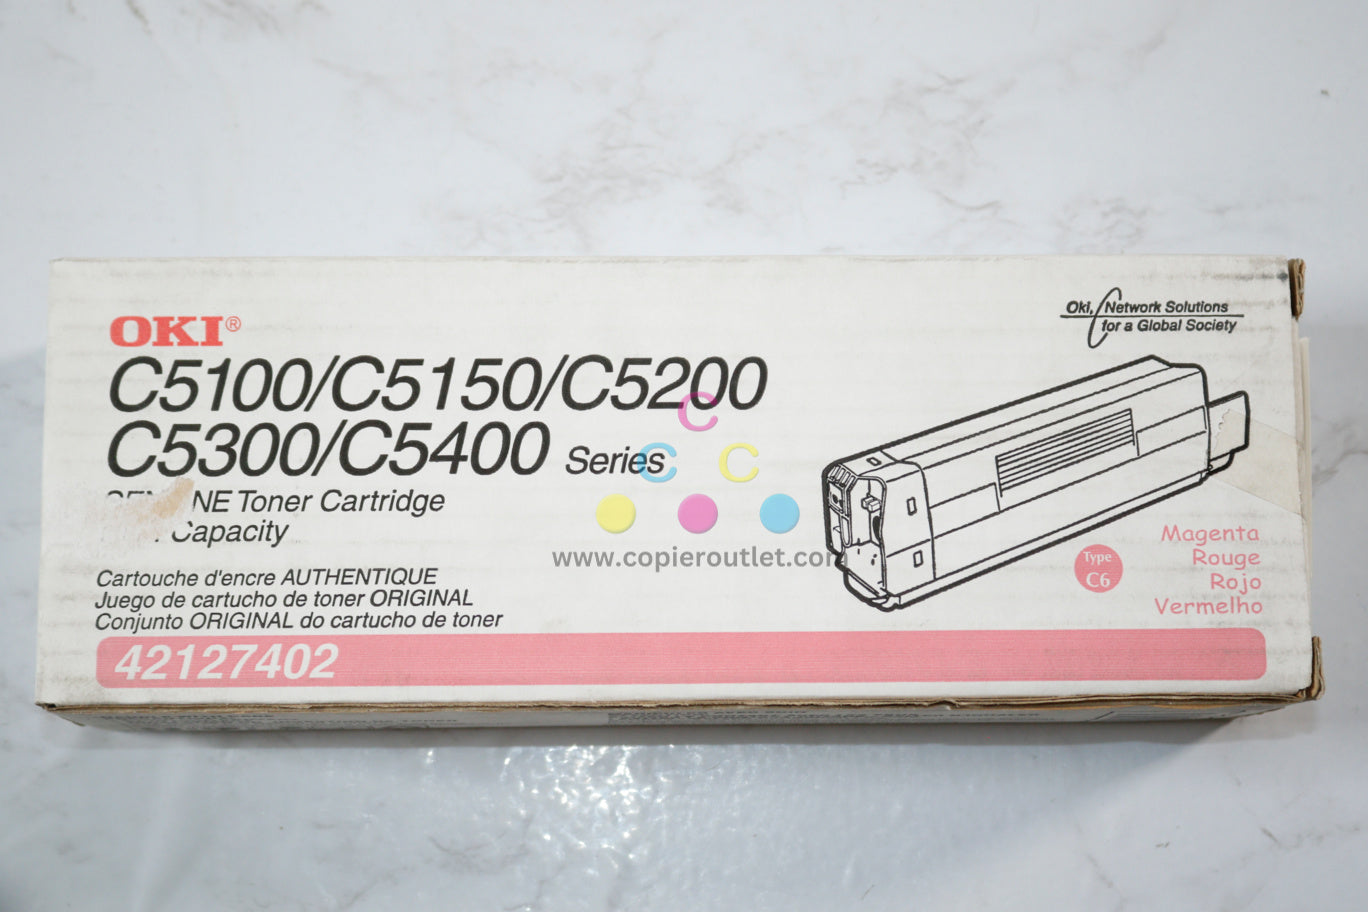 OKI®
Oki, Network Solutions
for a Global Society
C5100/C5150/C5200
C5300/C5400 Series
Toner Cartridge
Capacity
Cartouche d'encre AUTHENTIQUE
Juego de cartucho de toner ORIGINAL
Conjunto ORIGINAL do cartucho de toner
42127402
Type
C6
Magenta
Rouge
Rojo
Vermelho
C
C C
www.copieroutlet.com